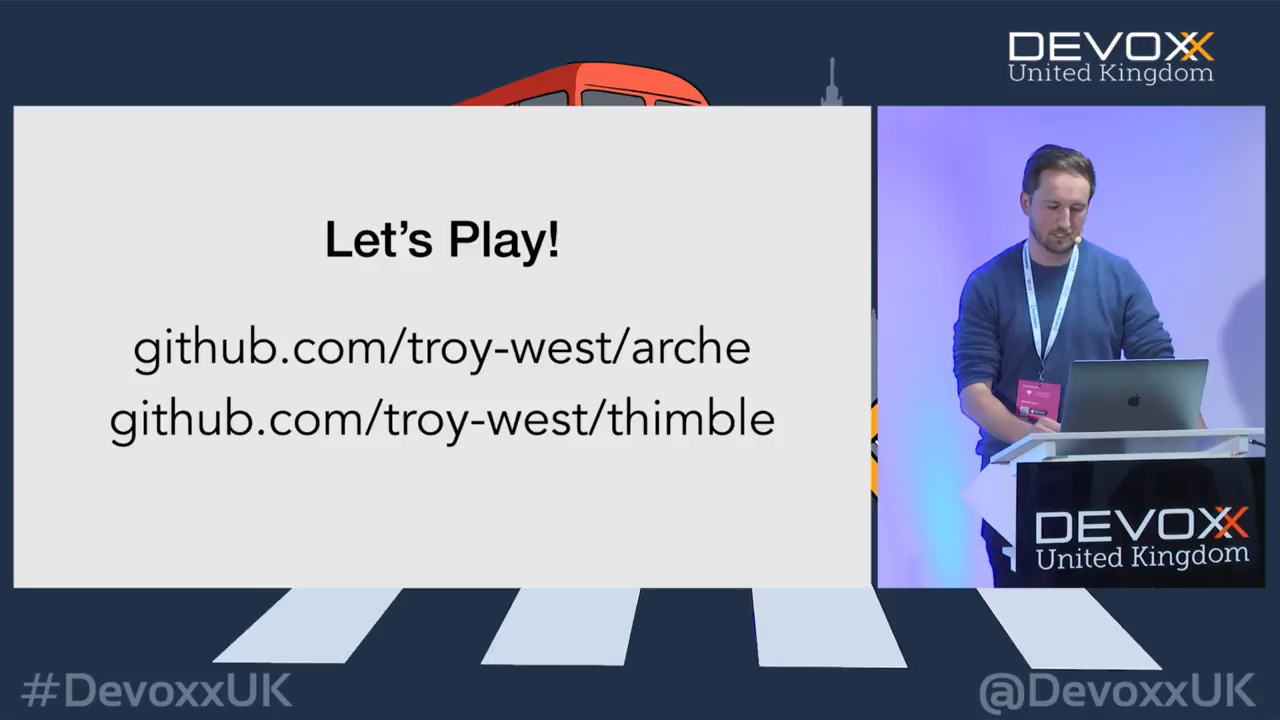 DEVOXX
United Kingdom
Let's Play!
github.com/troy-west/arche
github.com/troy-west/thimble
DEVOXX
United Kingdom
#DevoxxUK
@DevoxxUK